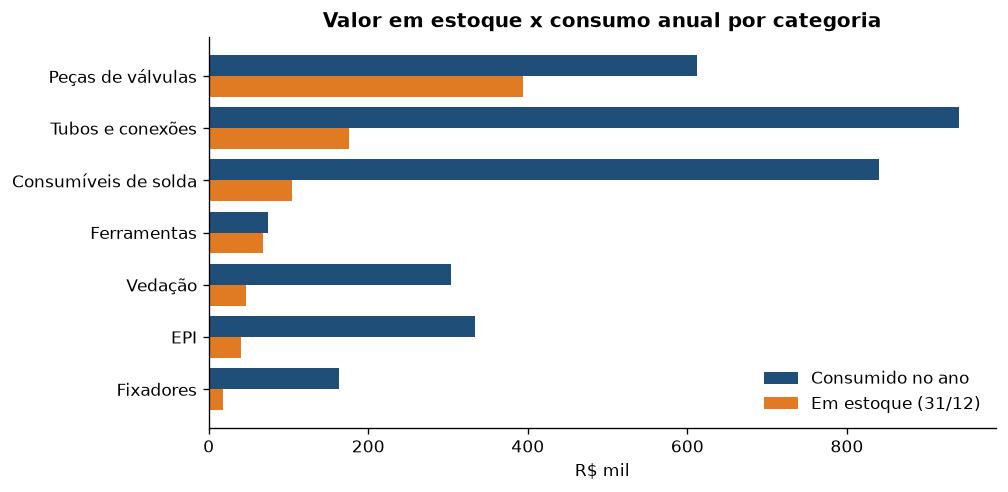 Valor em estoque x consumo anual por categoria
Peças de válvulas
Tubos e conexões
Consumíveis de solda
Ferramentas
Vedação
EPI
Fixadores
Consumido no ano
Em estoque (31/12)
0 200 400 600 800
R$ mil